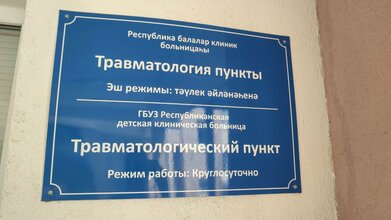 Республика балалар клиник
больницаһы
Травматология пункты
Эш режимы: тәүлек әйләнәһенә
ГБУЗ Республиканская
детская клиническая больница
Травматологический пункт
Режим работы: Круглосуточно